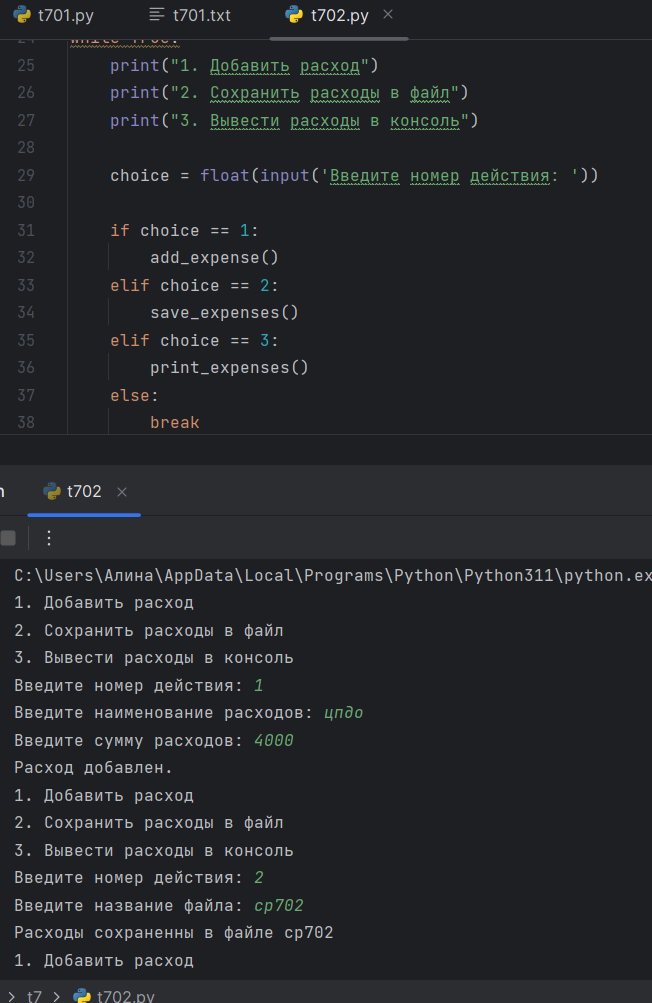 t701.py t701.txt t702.py
24 while True:
25 print("1. Добавить расход")
26 print("2. Сохранить расходы в файл")
27 print("3. Вывести расходы в консоль")
28
29 choice = float(input('Введите номер действия: '))
30
31 if choice == 1:
32 add_expense()
33 elif choice == 2:
34 save_expenses()
35 elif choice == 3:
36 print_expenses()
37 else:
38 break
n t702
C:\Users\Алина\AppData\Local\Programs\Python\Python311\python.ex
1. Добавить расход
2. Сохранить расходы в файл
3. Вывести расходы в консоль
Введите номер действия: 1
Введите наименование расходов: цпдо
Введите сумму расходов: 4000
Расход добавлен.
1. Добавить расход
2. Сохранить расходы в файл
3. Вывести расходы в консоль
Введите номер действия: 2
Введите название файла: ср702
Расходы сохраненны в файле ср702
1. Добавить расход
t7 t702.py